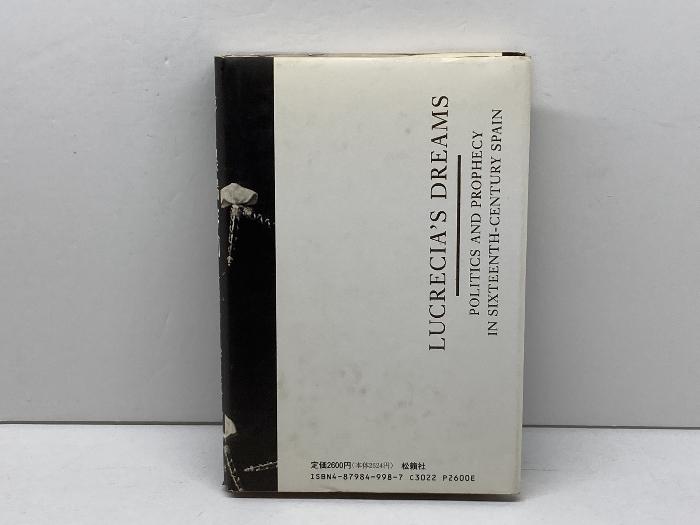 LUCRECIA'S DREAMS
POLITICS AND PROPHECY
IN SIXTEENTH-CENTURY SPAIN
定価2600円(本体2524円) 松籟社
ISBN4-87984-998-7 C3022 P2600E